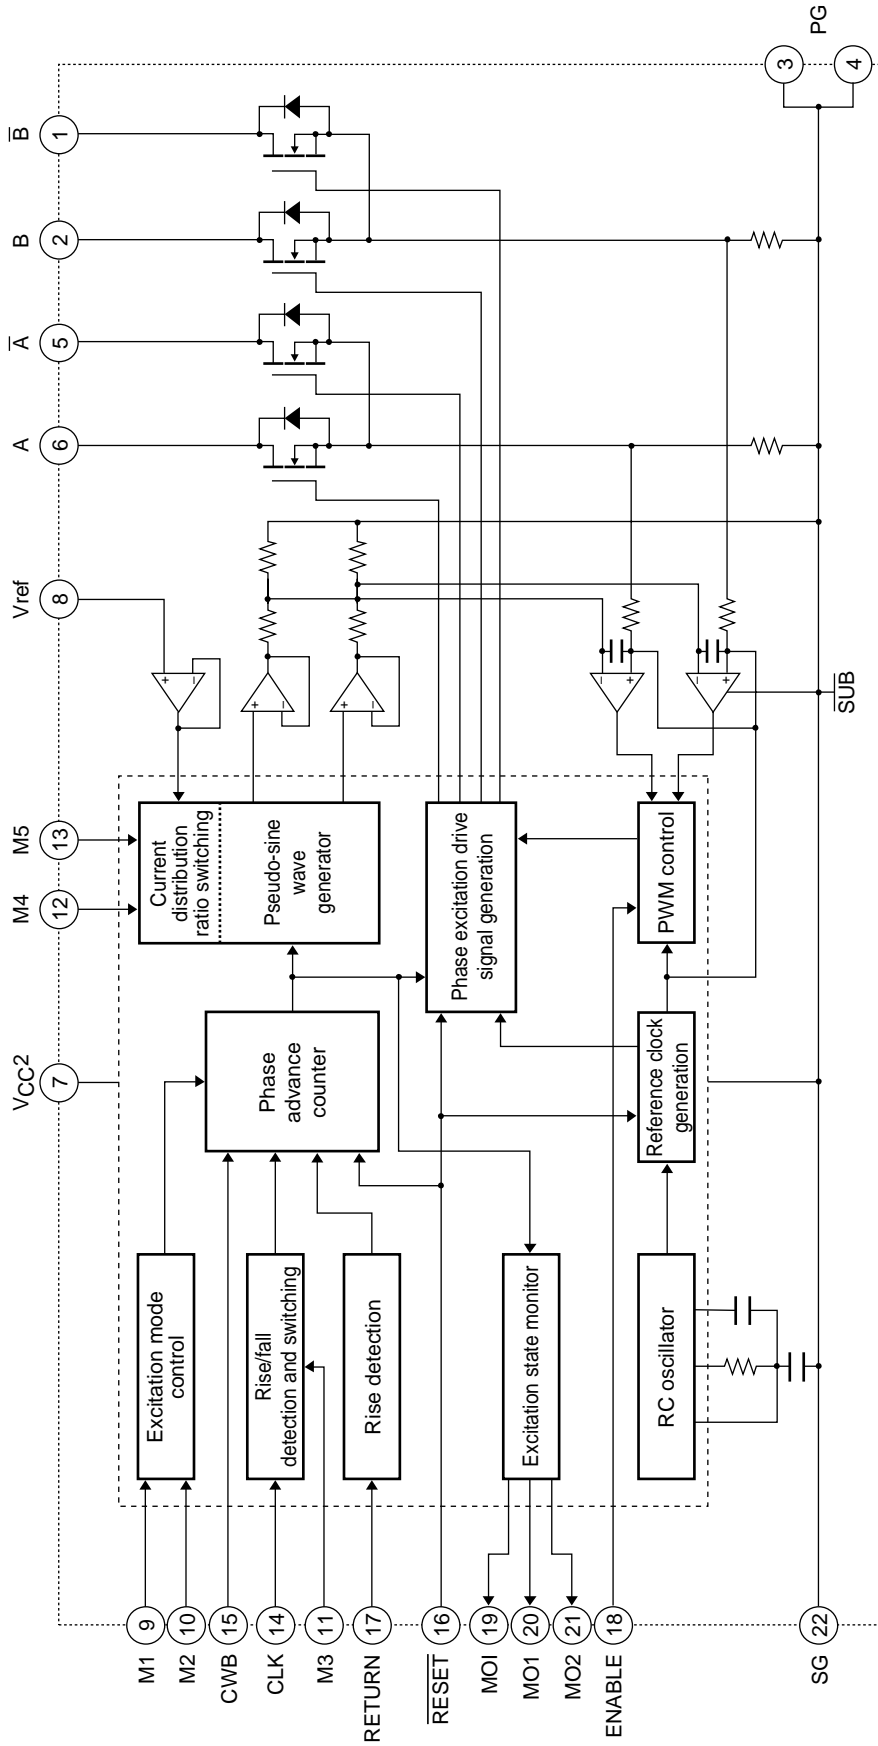 VCC2
7
M4
12
M5
13
Vref
8
A
6
A
5
B
2
B
1
M1
9
M2
10
CWB
15
CLK
14
M3
11
RETURN
17
RESET
16
MOI
19
MO1
20
MO2
21
ENABLE
18
SG
22
PG
3
4
SUB
Excitation mode
control
Rise/fall
detection and switching
Rise detection
Phase
advance
counter
Current
distribution
ratio switching
Pseudo-sine
wave
generator
+
−
+
−
+
−
Phase excitation drive
signal generation
Excitation state monitor
RC oscillator
Reference clock
generation
PWM control
−
+
−
+